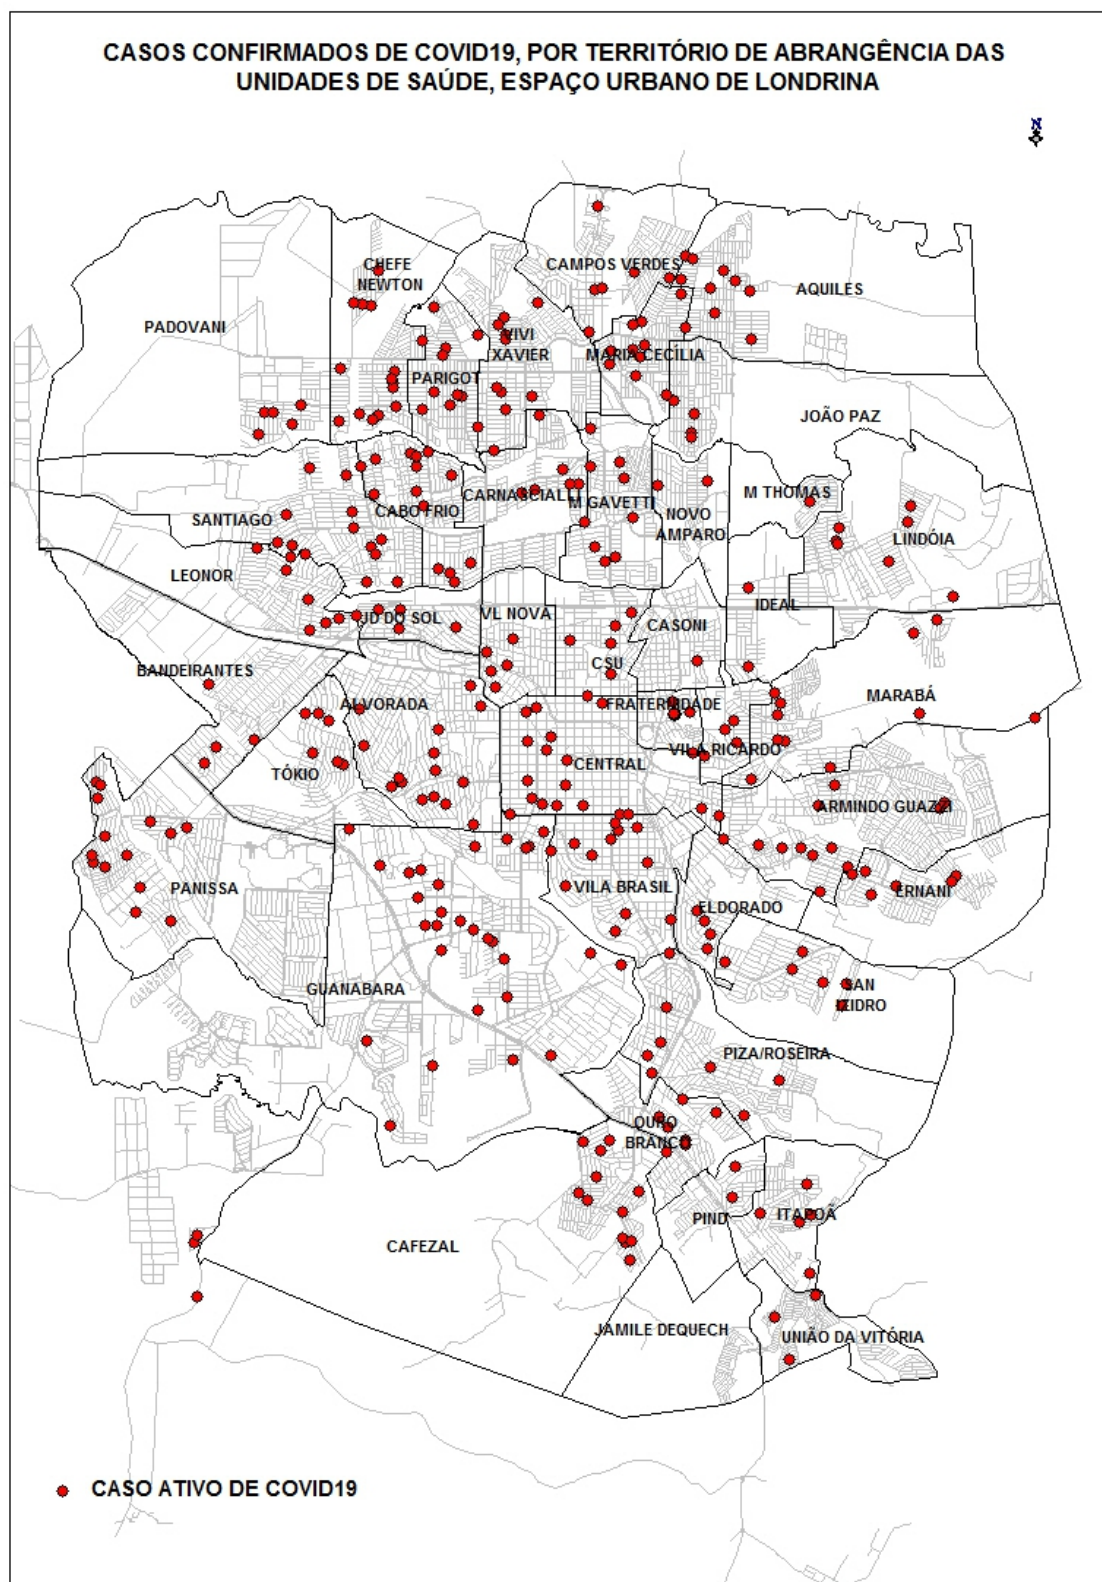 CASOS CONFIRMADOS DE COVID19, POR TERRITÓRIO DE ABRANGÊNCIA DAS
UNIDADES DE SAÚDE, ESPAÇO URBANO DE LONDRINA
N
CHEFE
NEWTON
CAMPOS VERDES
AQUILES
PADOVANI
VIVI
XAVIER
MARIA CECÍLIA
PARIGOT
JOÃO PAZ
SANTIAGO
CABO FRIO
CARNASCIALLI
M GAVETTI
NOVO
AMPARO
M THOMAS
LINDÓIA
LEONOR
JD DO SOL
VL NOVA
CASONI
IDEAL
BANDEIRANTES
CSU
MARABÁ
ALVORADA
FRATERNIDADE
TÓKIO
CENTRAL
VILA RICARDO
ARMINDO GUAZZI
PANISSA
VILA BRASIL
ELDORADO
ERNANI
GUANABARA
SAN
IZIDRO
PIZA/ROSEIRA
OURO
BRANCO
PIND
ITAPOÃ
CAFEZAL
JAMILE DEQUECH
UNIÃO DA VITÓRIA
CASO ATIVO DE COVID19